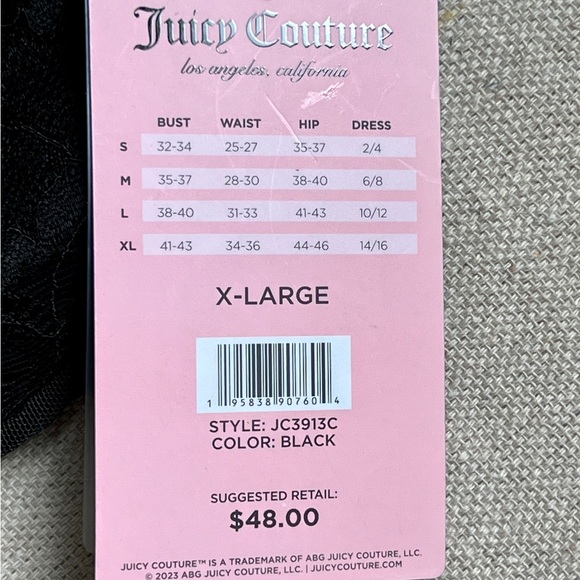 Juicy Couture
los angeles, california
BUST WAIST HIP DRESS
S 32-34 25-27 35-37 2/4
M 35-37 28-30 38-40 6/8
L 38-40 31-33 41-43 10/12
XL 41-43 34-36 44-46 14/16
X-LARGE
1 95838 90760 4
STYLE: JC3913C
COLOR: BLACK
SUGGESTED RETAIL:
$48.00
JUICY COUTURE™ IS A TRADEMARK OF ABG JUICY COUTURE, LLC.
© 2023 ABG JUICY COUTURE, LLC. | JUICYCOUTURE.COM